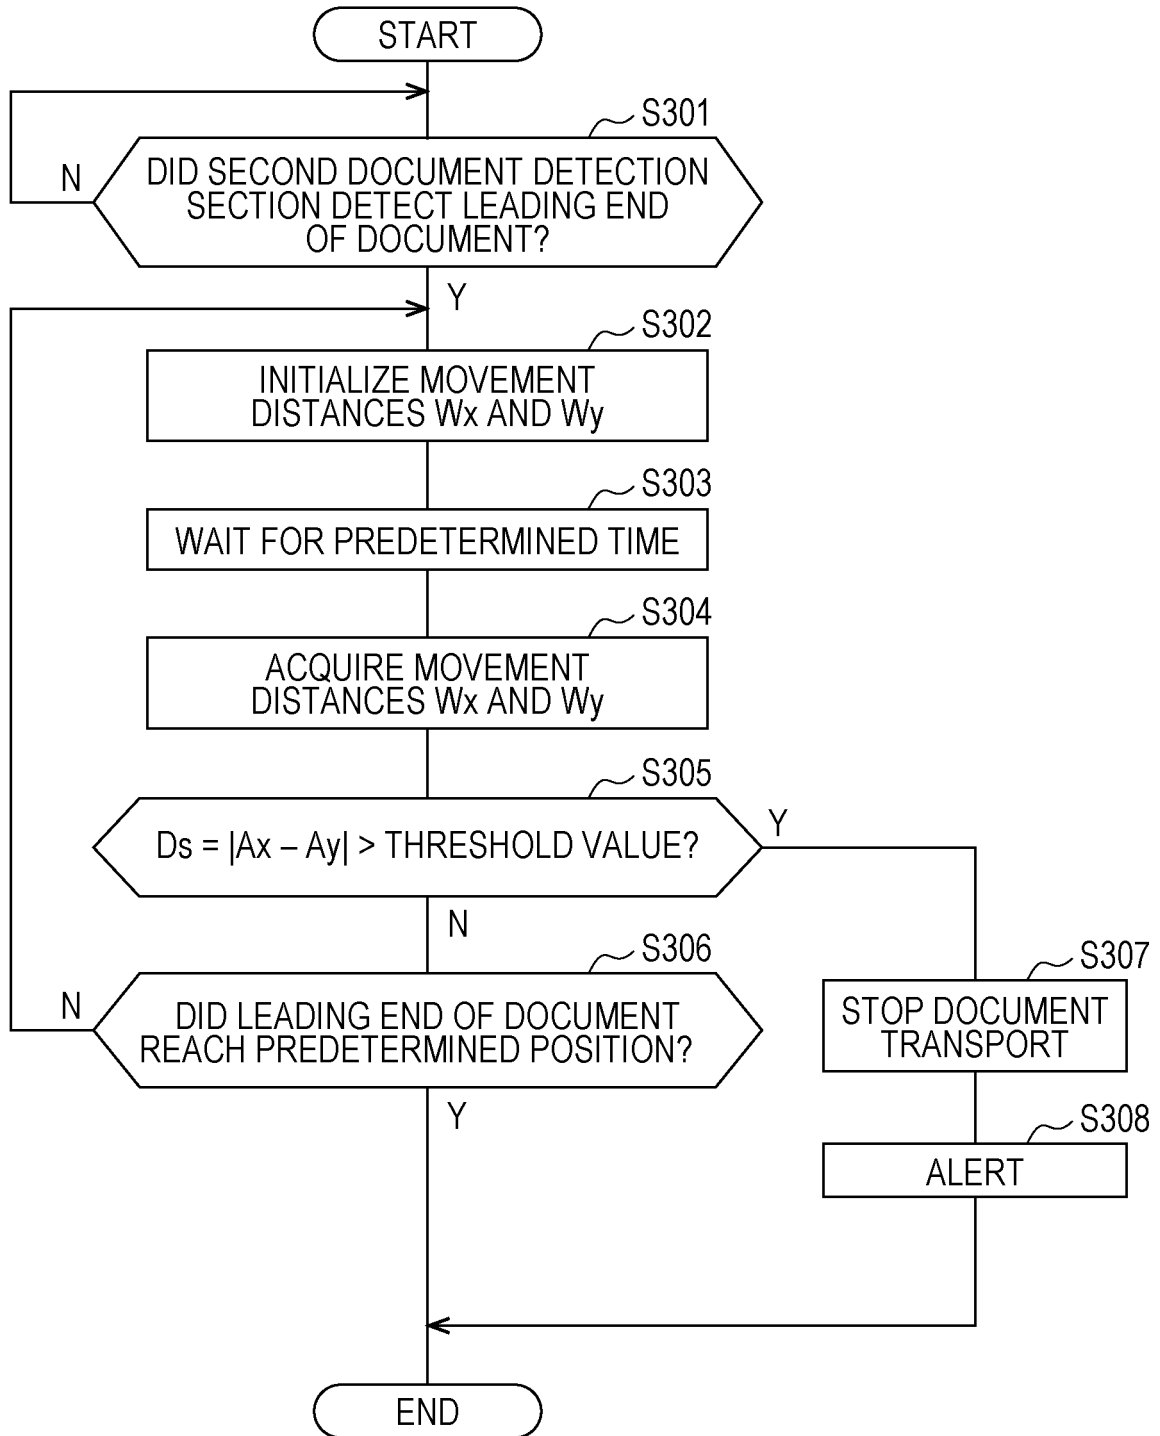 START
S301
N
DID SECOND DOCUMENT DETECTION
SECTION DETECT LEADING END
OF DOCUMENT?
Y
S302
INITIALIZE MOVEMENT
DISTANCES Wx AND Wy
S303
WAIT FOR PREDETERMINED TIME
S304
ACQUIRE MOVEMENT
DISTANCES Wx AND Wy
S305
Ds = |Ax – Ay| > THRESHOLD VALUE?
Y
N
S306
N
DID LEADING END OF DOCUMENT
REACH PREDETERMINED POSITION?
Y
S307
STOP DOCUMENT
TRANSPORT
S308
ALERT
END